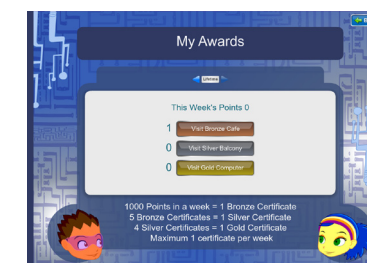 My Awards
Lifetime
This Week's Points 0
1 Visit Bronze Cafe
0 Visit Silver Balcony
0 Visit Gold Computer
1000 Points in a week = 1 Bronze Certificate
5 Bronze Certificates = 1 Silver Certificate
4 Silver Certificates = 1 Gold Certificate
Maximum 1 certificate per week